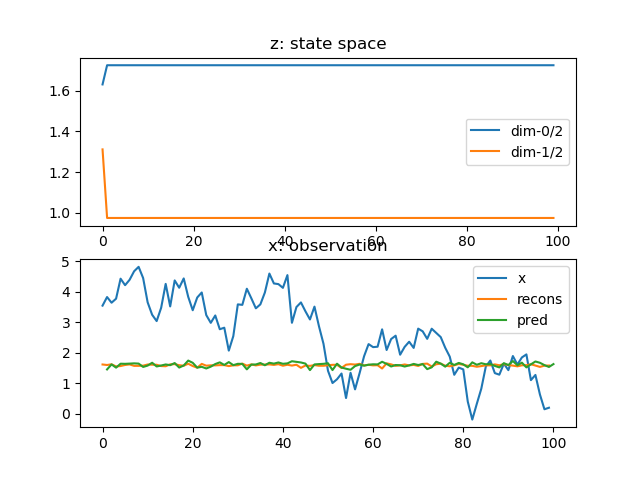 z: state space
1.6
1.4
1.2
1.0
dim-0/2
dim-1/2
0 20 40 60 80 100
x: observation
5
4
3
2
1
0
x
recons
pred
0 20 40 60 80 100